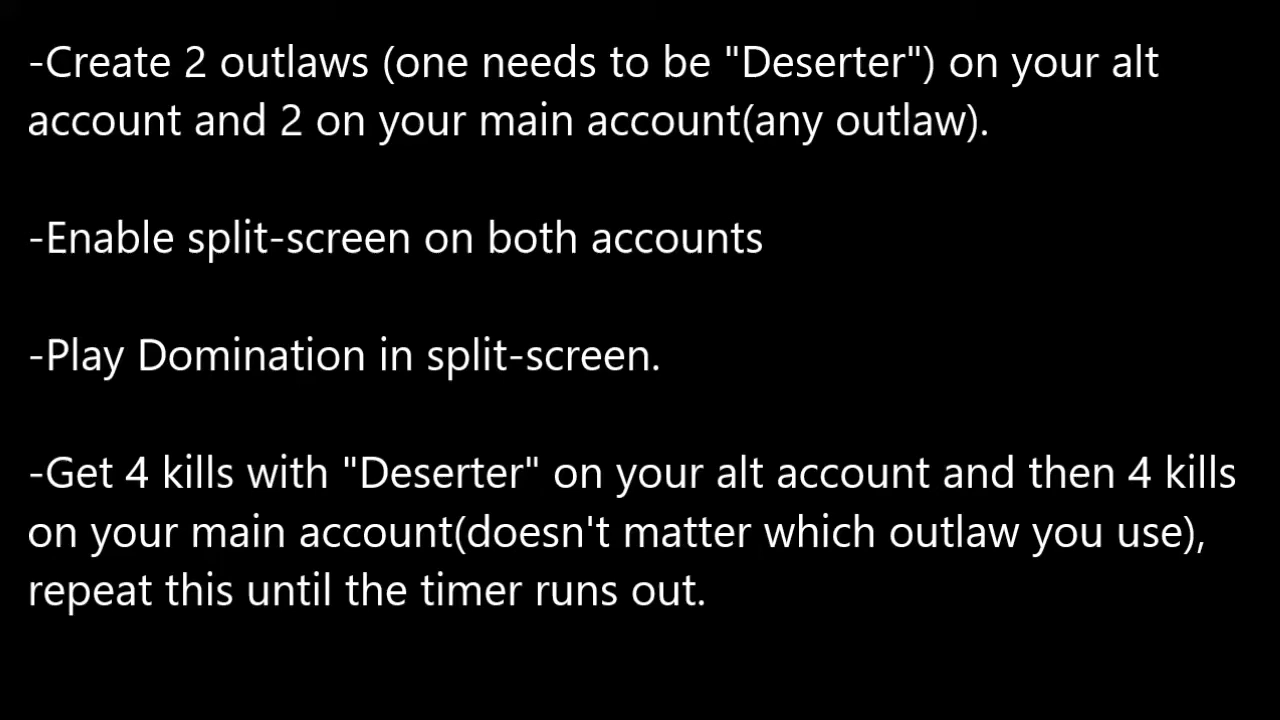 -Create 2 outlaws (one needs to be "Deserter") on your alt
account and 2 on your main account(any outlaw).
-Enable split-screen on both accounts
-Play Domination in split-screen.
-Get 4 kills with "Deserter" on your alt account and then 4 kills
on your main account(doesn't matter which outlaw you use),
repeat this until the timer runs out.